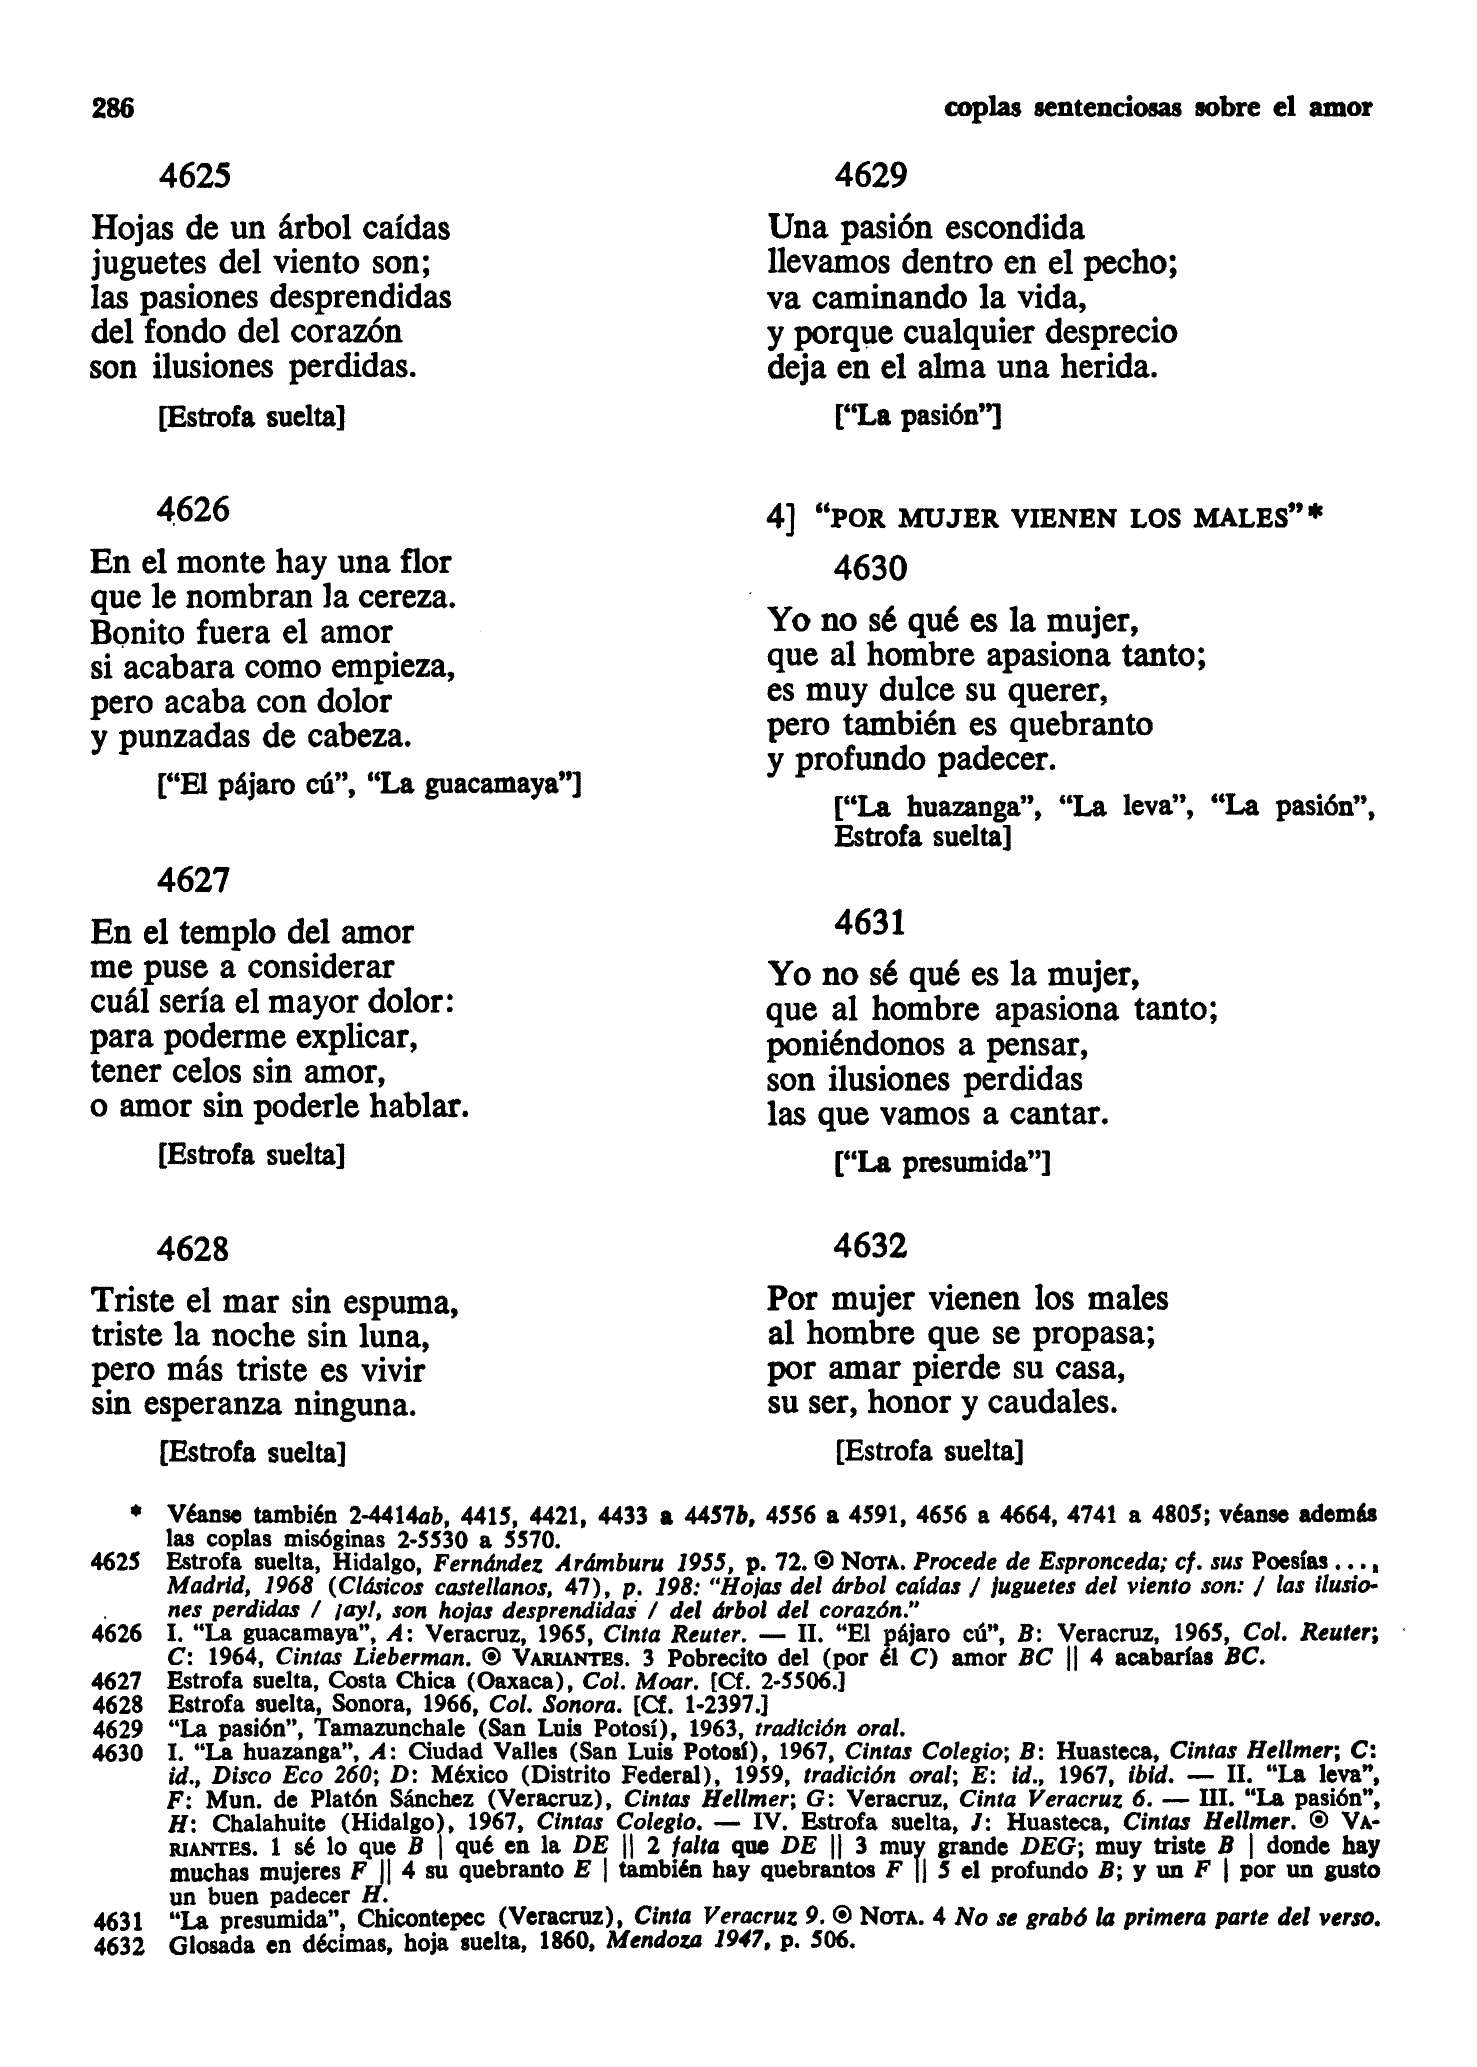 286
coplas sentenciosas sobre el amor
4625
Hojas de un árbol caídas
juguetes del viento son;
las pasiones desprendidas
del fondo del corazón
son ilusiones perdidas.
[Estrofa suelta]
4626
En el monte hay una flor
que le nombran la cereza.
Bonito fuera el amor
si acabara como empieza,
pero acaba con dolor
y punzadas de cabeza.
[“El pájaro cú”, “La guacamaya”]
4627
En el templo del amor
me puse a considerar
cuál sería el mayor dolor:
para poderme explicar,
tener celos sin amor,
o amor sin poderle hablar.
[Estrofa suelta]
4628
Triste el mar sin espuma,
triste la noche sin luna,
pero más triste es vivir
sin esperanza ninguna.
[Estrofa suelta]
4629
Una pasión escondida
llevamos dentro en el pecho;
va caminando la vida,
y porque cualquier desprecio
deja en el alma una herida.
[“La pasión”]
4] “POR MUJER VIENEN LOS MALES”*
4630
Yo no sé qué es la mujer,
que al hombre apasiona tanto;
es muy dulce su querer,
pero también es quebranto
y profundo padecer.
[“La huazanga”, “La leva”, “La pasión”,
Estrofa suelta]
4631
Yo no sé qué es la mujer,
que al hombre apasiona tanto;
poniéndonos a pensar,
son ilusiones perdidas
las que vamos a cantar.
[“La presumida”]
4632
Por mujer vienen los males
al hombre que se propasa;
por amar pierde su casa,
su ser, honor y caudales.
[Estrofa suelta]
* Véanse también 2-4414ab, 4415, 4421, 4433 a 4457b, 4556 a 4591, 4656 a 4664, 4741 a 4805; véanse además
las coplas misóginas 2-5530 a 5570.
4625 Estrofa suelta, Hidalgo, Fernández Arámburu 1955, p. 72. ® NOTA. Procede de Espronceda; cf. sus Poesías ...,
Madrid, 1968 (Clásicos castellanos, 47), p. 198: “Hojas del árbol caídas / juguetes del viento son: / las ilusio-
nes perdidas / ¡ay!, son hojas desprendidas / del árbol del corazón.”
4626 I. “La guacamaya”, A: Veracruz, 1965, Cinta Reuter. — II. “El pájaro cú”, B: Veracruz, 1965, Col. Reuter;
C: 1964, Cintas Lieberman. ® VARIANTES. 3 Pobrecito del (por él C) amor BC || 4 acabarías BC.
4627 Estrofa suelta, Costa Chica (Oaxaca), Col. Moar. [Cf. 2-5506.]
4628 Estrofa suelta, Sonora, 1966, Col. Sonora. [Cf. 1-2397.]
4629 “La pasión”, Tamazunchale (San Luis Potosí), 1963, tradición oral.
4630 I. “La huazanga”, A: Ciudad Valles (San Luis Potosí), 1967, Cintas Colegio; B: Huasteca, Cintas Hellmer; C:
id., Disco Eco 260; D: México (Distrito Federal), 1959, tradición oral; E: id., 1967, ibid. — II. “La leva”,
F: Mun. de Platón Sánchez (Veracruz), Cintas Hellmer; G: Veracruz, Cinta Veracruz 6. — III. “La pasión”,
H: Chalahuite (Hidalgo), 1967, Cintas Colegio. — IV. Estrofa suelta, J: Huasteca, Cintas Hellmer. ® VA-
RIANTES. 1 sé lo que B | qué en la DE || 2 falta que DE || 3 muy grande DEG; muy triste B | donde hay
muchas mujeres F || 4 su quebranto E | también hay quebrantos F || 5 el profundo B; y un F | por un gusto
un buen padecer H.
4631 “La presumida”, Chicontepec (Veracruz), Cinta Veracruz 9. ® NOTA. 4 No se grabó la primera parte del verso.
4632 Glosada en décimas, hoja suelta, 1860, Mendoza 1947, p. 506.